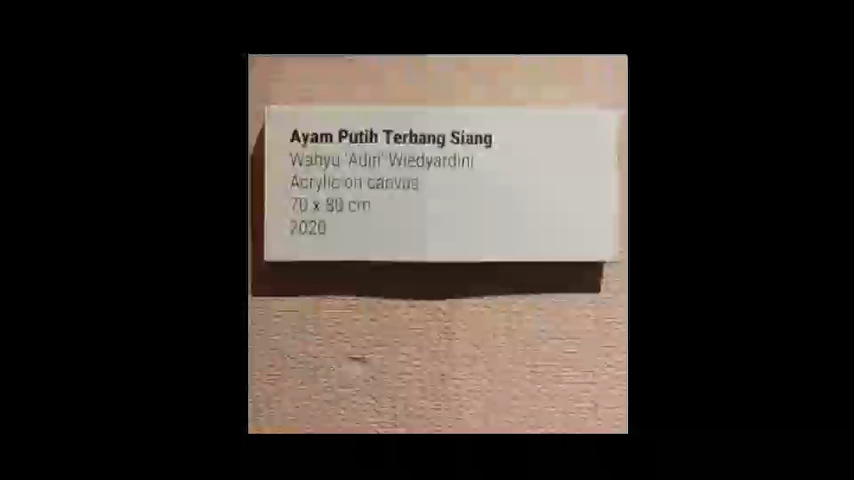 Ayam Putih Terbang Siang
Wahyu 'Adin' Wiedyardini
Acrylic on canvas
70 x 80 cm
2020